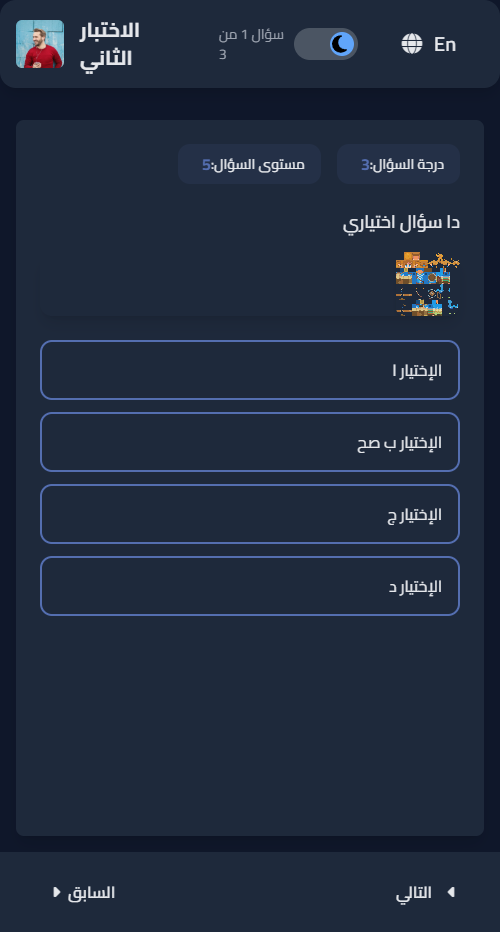 الاختبار
الثاني
سؤال 1 من
3
En
درجة السؤال:3
مستوى السؤال:5
دا سؤال اختياري
الإختيار ا
الإختيار ب صح
الإختيار ج
الإختيار د
التالي
السابق